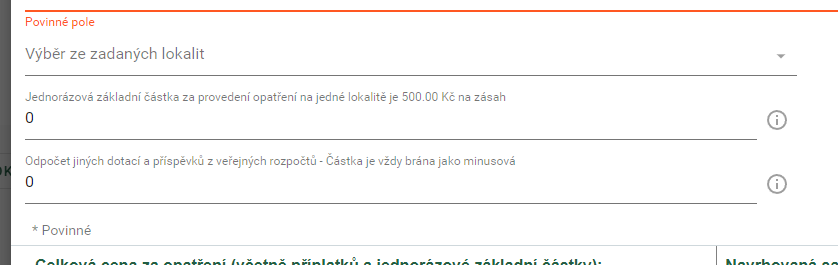 Povinné pole
Výběr ze zadaných lokalit
Jednorázová základní částka za provedení opatření na jedné lokalitě je 500.00 Kč na zásah
0
Odpočet jiných dotací a příspěvků z veřejných rozpočtů - Částka je vždy brána jako minusová
0
* Povinné
Celková cena za opatření (včetně příplatků a jednorázové základní částky):